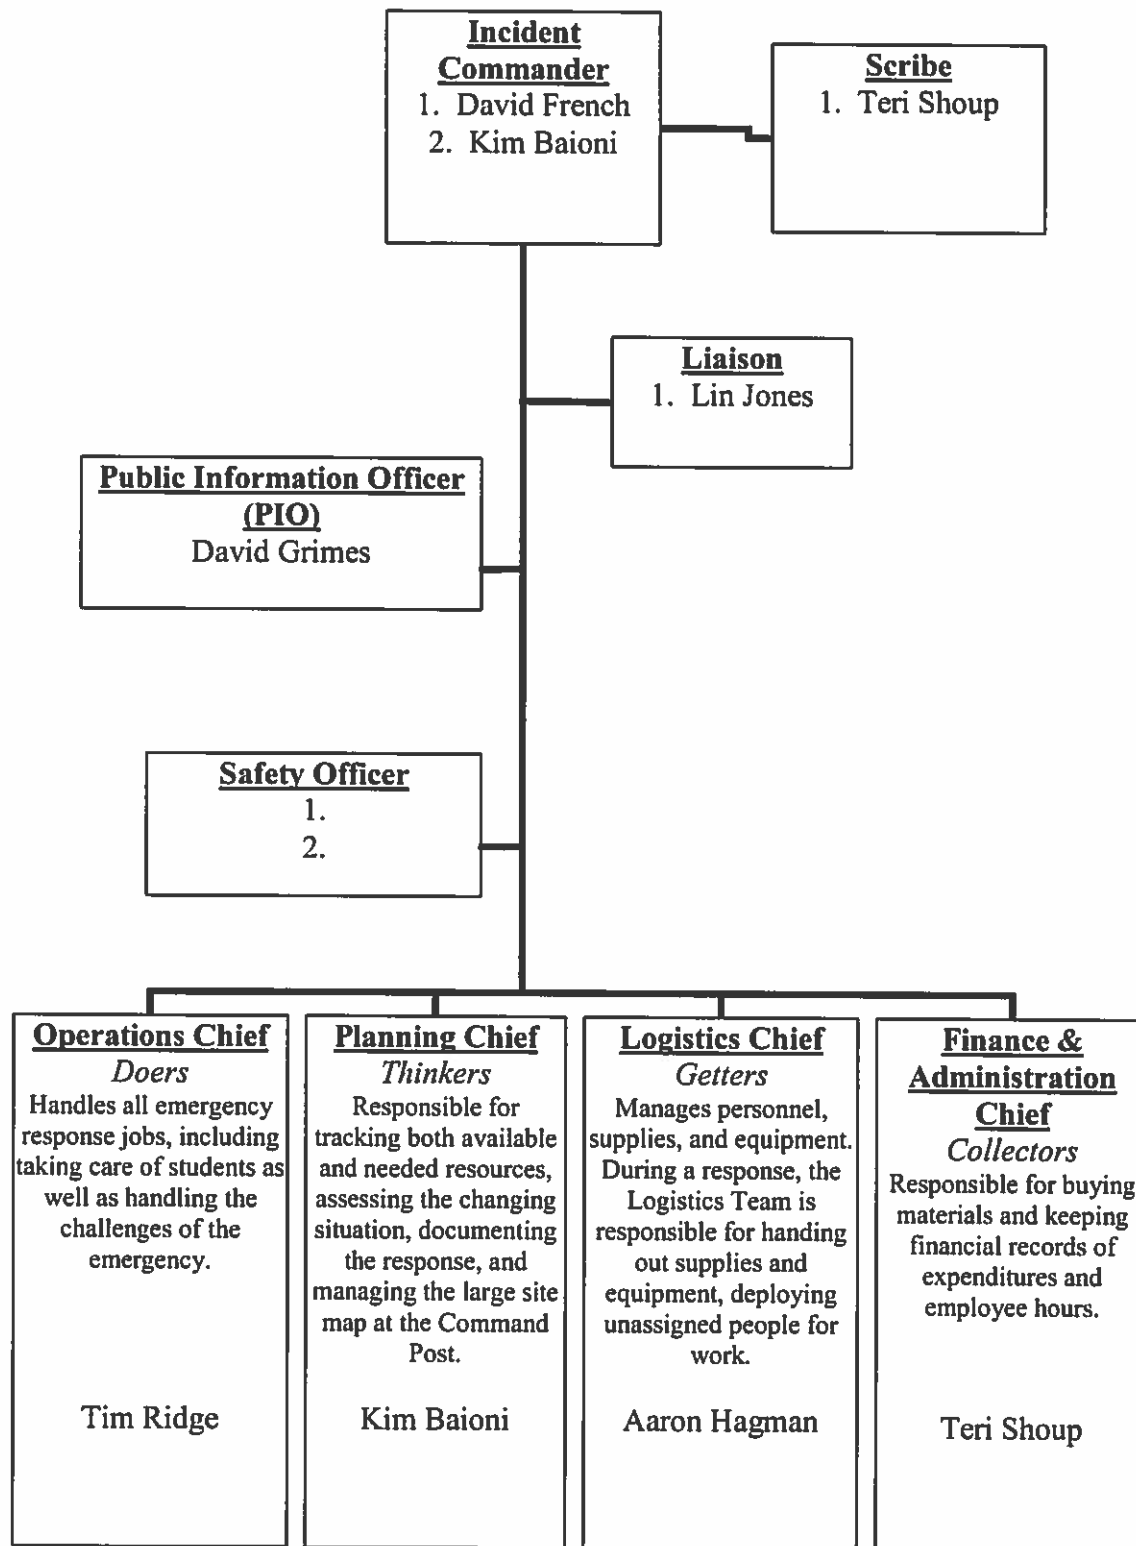 Incident
Commander
1. David French
2. Kim Baioni
Scribe
1. Teri Shoup
Liaison
1. Lin Jones
Public Information Officer
(PIO)
David Grimes
Safety Officer
1.
2.
Operations Chief
Doers
Handles all emergency
response jobs, including
taking care of students as
well as handling the
challenges of the
emergency.
Tim Ridge
Planning Chief
Thinkers
Responsible for
tracking both available
and needed resources,
assessing the changing
situation, documenting
the response, and
managing the large site
map at the Command
Post.
Kim Baioni
Logistics Chief
Getters
Manages personnel,
supplies, and equipment.
During a response, the
Logistics Team is
responsible for handing
out supplies and
equipment, deploying
unassigned people for
work.
Aaron Hagman
Finance &
Administration
Chief
Collectors
Responsible for buying
materials and keeping
financial records of
expenditures and
employee hours.
Teri Shoup